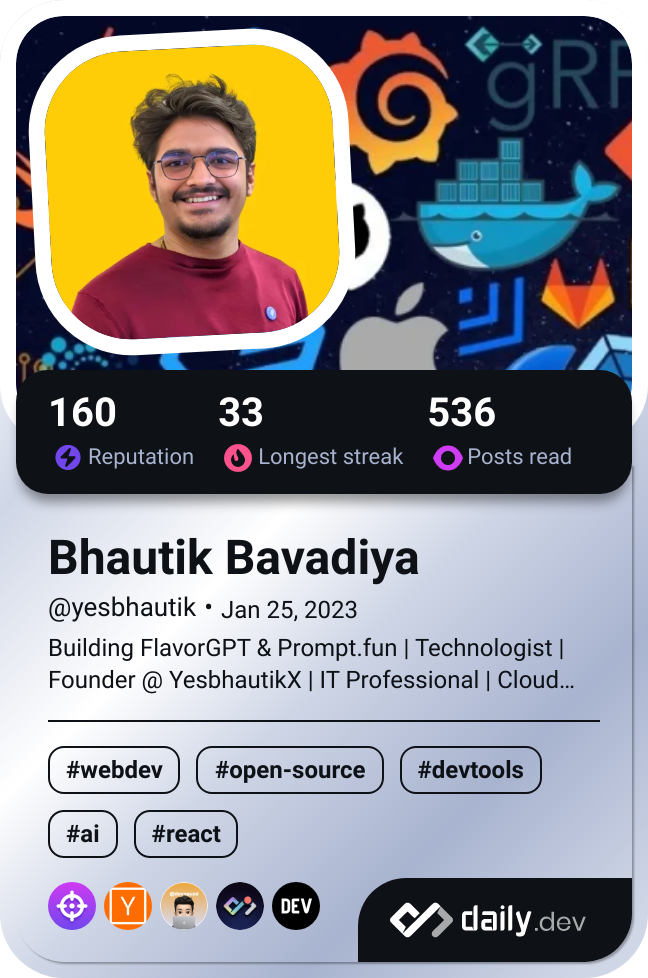 gRP
160
33
536
Reputation
Longest streak
Posts read
Bhautik Bavadiya
@yesbhautik • Jan 25, 2023
Building FlavorGPT & Prompt.fun | Technologist |
Founder @ YesbhautikX | IT Professional | Cloud...
#webdev
#open-source
#devtools
#ai
#react
Y
DEV
daily.dev